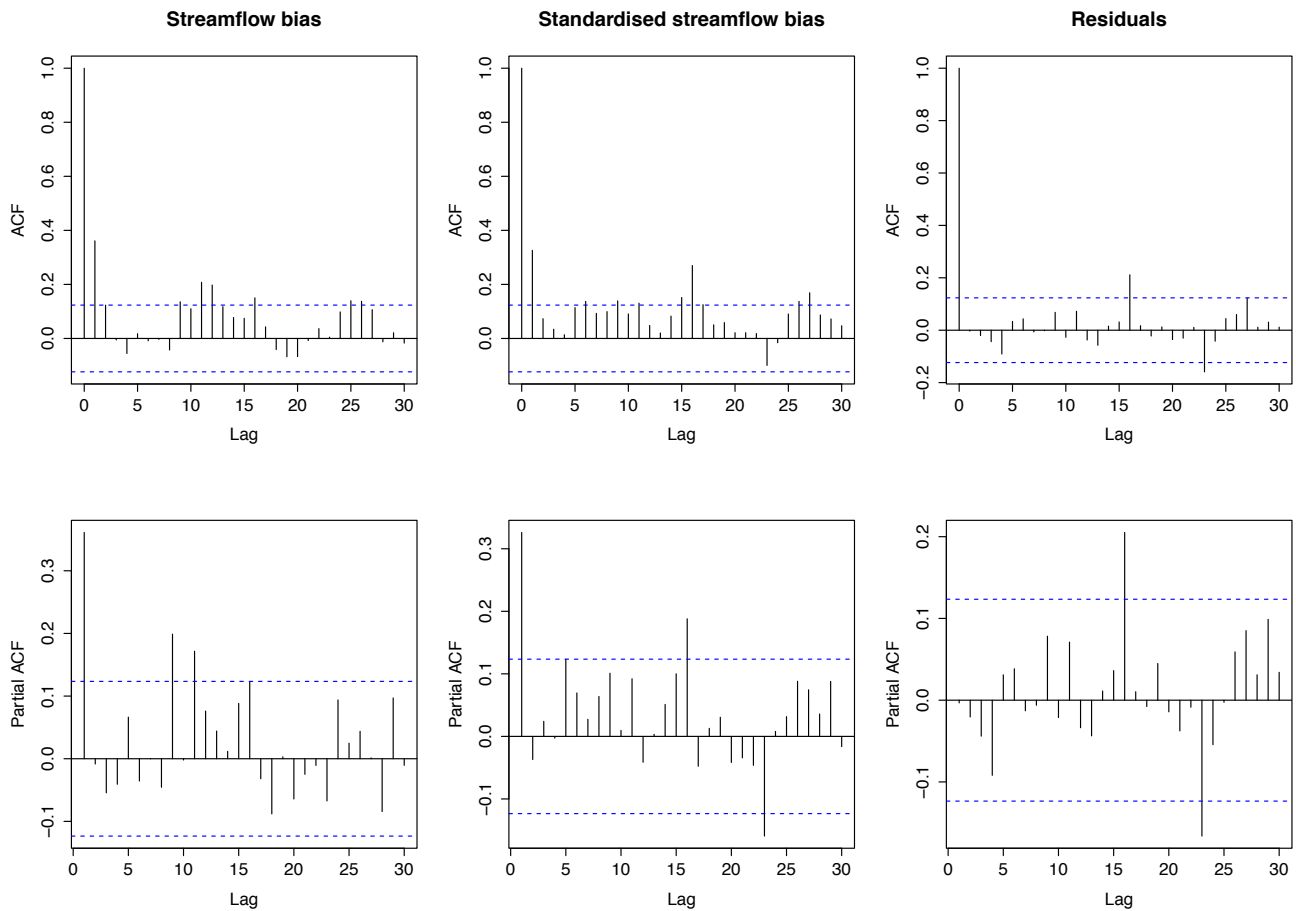 Streamflow bias
Standardised streamflow bias
Residuals
ACF
0.0 0.2 0.4 0.6 0.8 1.0
0 5 10 15 20 25 30
Lag
ACF
0.0 0.2 0.4 0.6 0.8 1.0
0 5 10 15 20 25 30
Lag
ACF
−0.2 0.0 0.2 0.4 0.6 0.8 1.0
0 5 10 15 20 25 30
Lag
Partial ACF
−0.1 0.0 0.1 0.2 0.3
0 5 10 15 20 25 30
Lag
Partial ACF
−0.1 0.0 0.1 0.2 0.3
0 5 10 15 20 25 30
Lag
Partial ACF
−0.1 0.0 0.1 0.2
0 5 10 15 20 25 30
Lag